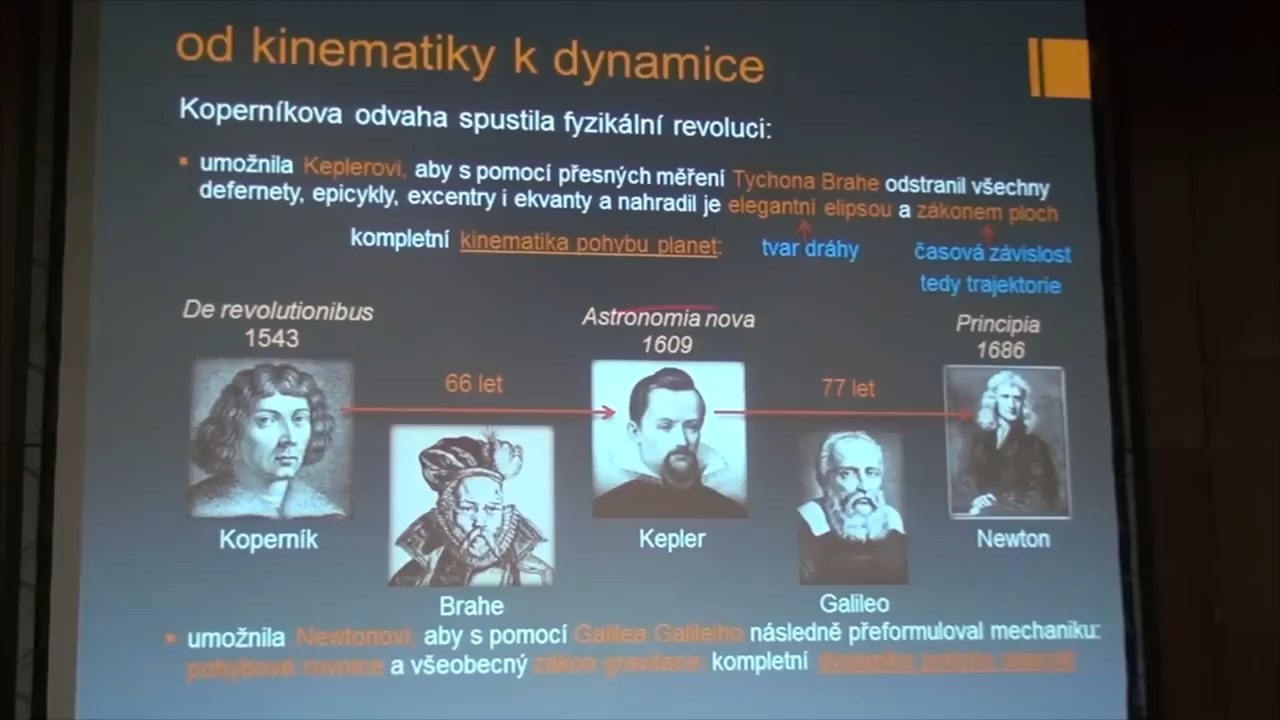 od kinematiky k dynamice
Koperníkova odvaha spustila fyzikální revoluci:
umožnila Keplerovi, aby s pomocí přesných měření Tychona Brahe odstranil všechny
defernety, epicykly, excentry i ekvanty a nahradil je elegantní elipsou a zákonem ploch
kompletní kinematika pohybu planet: tvar dráhy časová závislost
tedy trajektorie
De revolutionibus
1543
Astronomia nova
1609
Principia
1686
66 let
77 let
Koperník
Kepler
Newton
Brahe
Galileo
umožnila Newtonovi, aby s pomocí Galilea Galileiho následně přeformuloval mechaniku:
pohybové rovnice a všeobecný zákon gravitace: kompletní